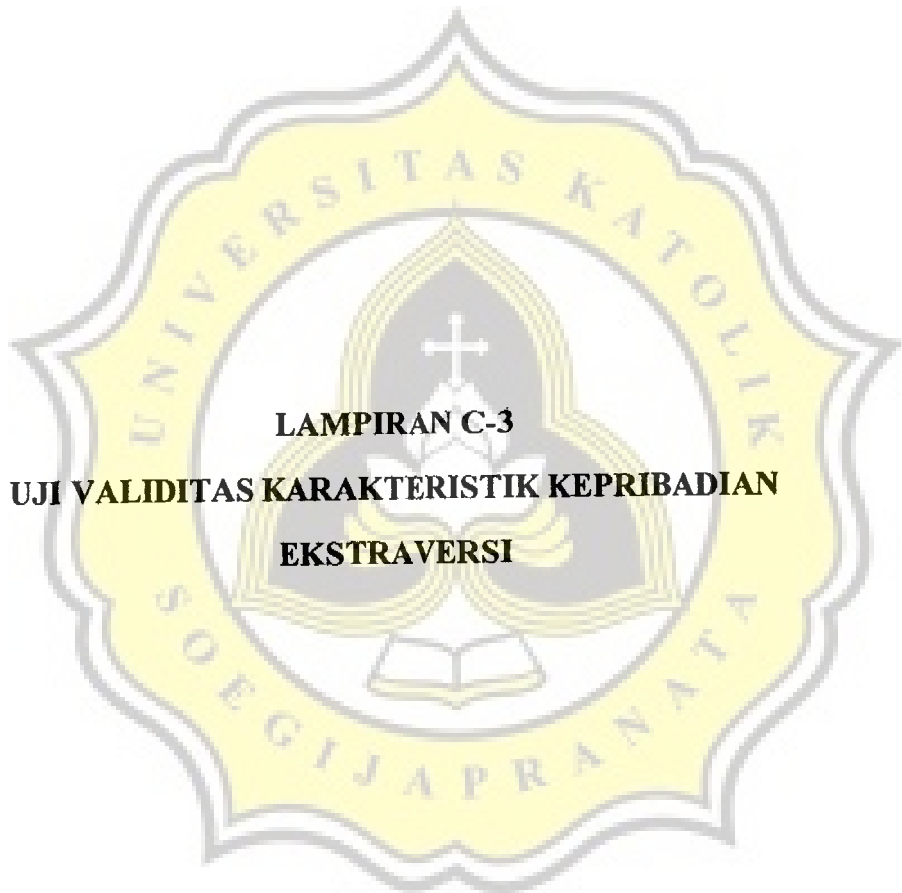 UNIVERSITAS KATOLIK
LAMPIRAN C-3
UJI VALIDITAS KARAKTERISTIK KEPRIBADIAN
EKSTRAVERSI
SOEGIJAPRANATA